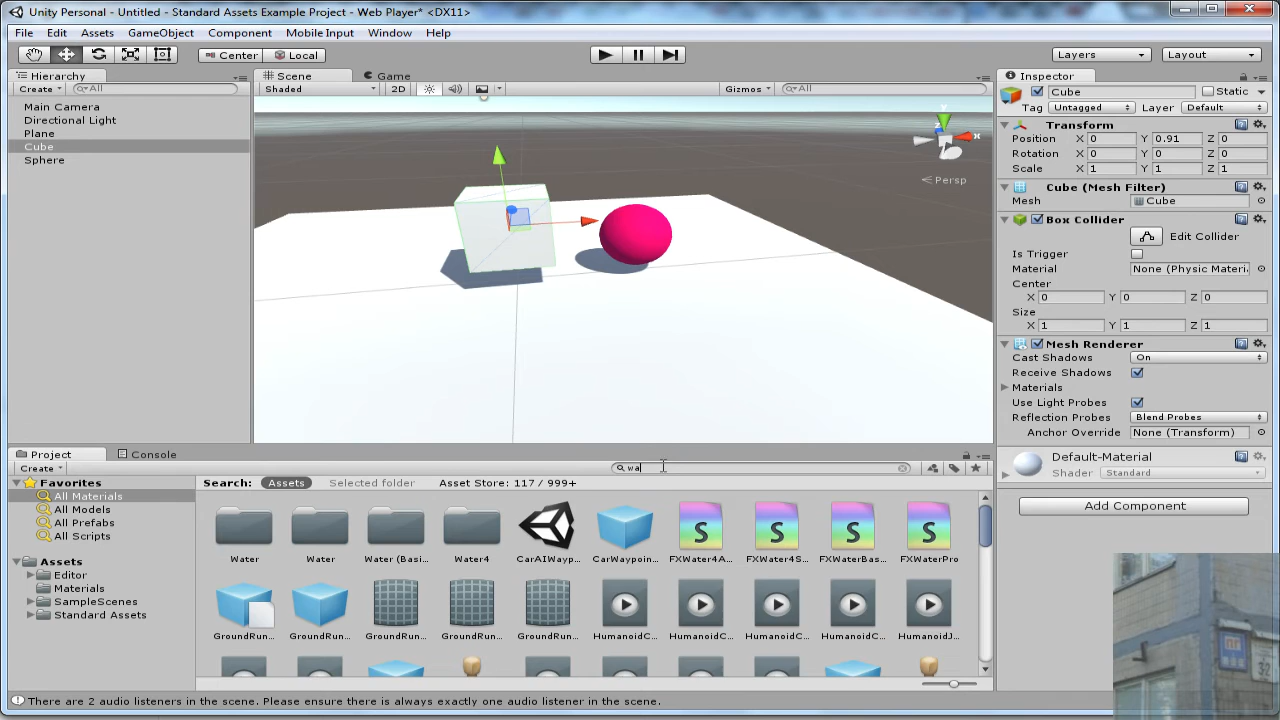 Unity Personal - Untitled - Standard Assets Example Project - Web Player* <DX11>
File Edit Assets GameObject Component Mobile Input Window Help
Center Local Layers Layout
Hierarchy
Create All
Main Camera
Directional Light
Plane
Cube
Sphere
Scene Game
Shaded 2D Gizmos All
y
z
x
Persp
Inspector
Cube Static
Tag Untagged Layer Default
Transform
Position X 0 Y 0.91 Z 0
Rotation X 0 Y 0 Z 0
Scale X 1 Y 1 Z 1
Cube (Mesh Filter)
Mesh Cube
Box Collider
Edit Collider
Is Trigger
Material None (Physic Materi
Center
X 0 Y 0 Z 0
Size
X 1 Y 1 Z 1
Mesh Renderer
Cast Shadows On
Receive Shadows
Materials
Use Light Probes
Reflection Probes Blend Probes
Anchor Override None (Transform)
Default-Material
Shader Standard
Add Component
Project Console
Create wa
Favorites
All Materials
All Models
All Prefabs
All Scripts
Assets
Editor
Materials
SampleScenes
Standard Assets
Search: Assets Selected folder Asset Store: 117 / 999+
Water Water Water (Basi... Water4 CarAIWayp... CarWaypoin... FXWater4A... FXWater4S... FXWaterBas... FXWaterPro
GroundRun... GroundRun... GroundRun... GroundRun... GroundRun... HumanoidC... HumanoidC... HumanoidC... HumanoidC... HumanoidJ...
There are 2 audio listeners in the scene. Please ensure there is always exactly one audio listener in the scene.
32